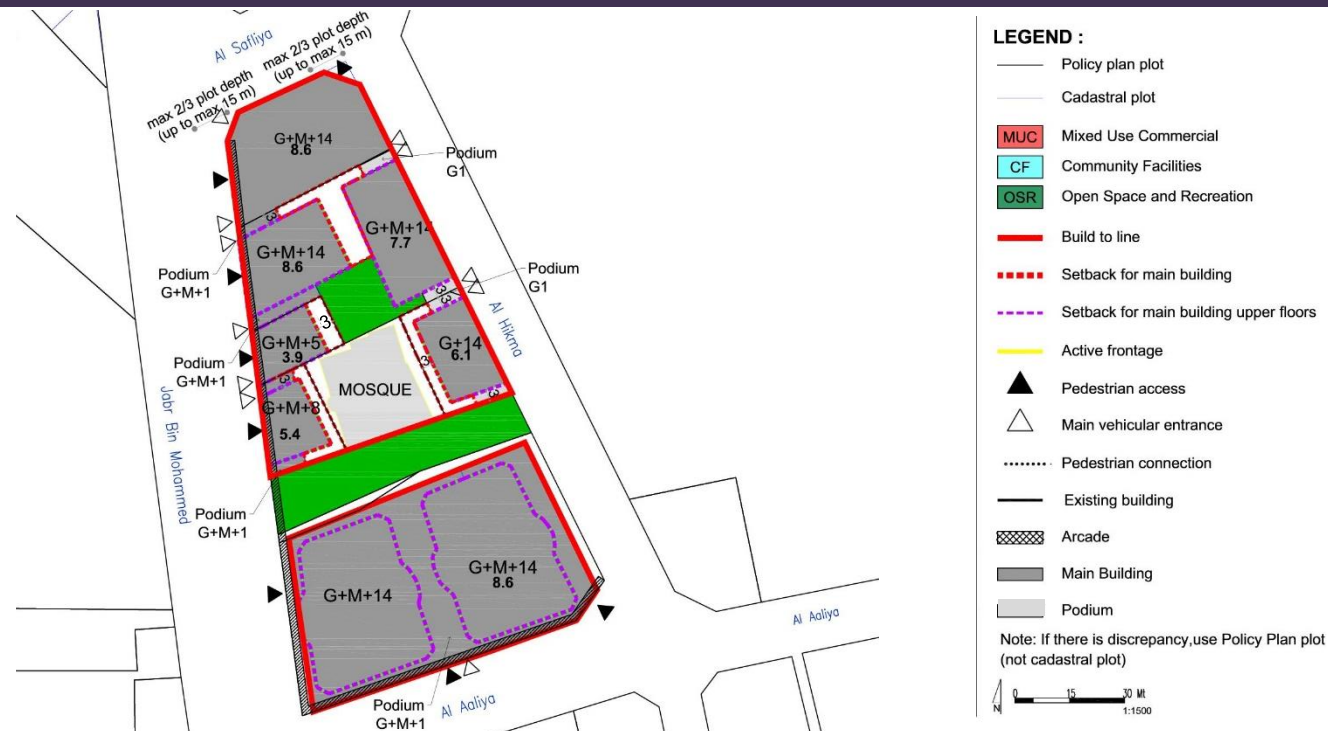 Al Safliya
max 2/3 plot depth
(up to max 15 m)
max 2/3 plot depth
(up to max 15 m)
G+M+14
8.6
Podium
G1
3
G+M+14
7.7
G+M+14
8.6
Podium
G+M+1
Podium
G1
3
3
Al Hikma
3
G+M+5
3.9
G+14
6.1
Podium
G+M+1
3
3
MOSQUE
3
G+M+8
5.4
Jabr Bin Mohammed
Podium
G+M+1
G+M+14
8.6
G+M+14
Al Aaliya
Podium
G+M+1
Al Aaliya
LEGEND :
Policy plan plot
Cadastral plot
MUC Mixed Use Commercial
CF Community Facilities
OSR Open Space and Recreation
Build to line
Setback for main building
Setback for main building upper floors
Active frontage
Pedestrian access
Main vehicular entrance
Pedestrian connection
Existing building
Arcade
Main Building
Podium
Note: If there is discrepancy,use Policy Plan plot
(not cadastral plot)
N
0 15 30 Mt
1:1500